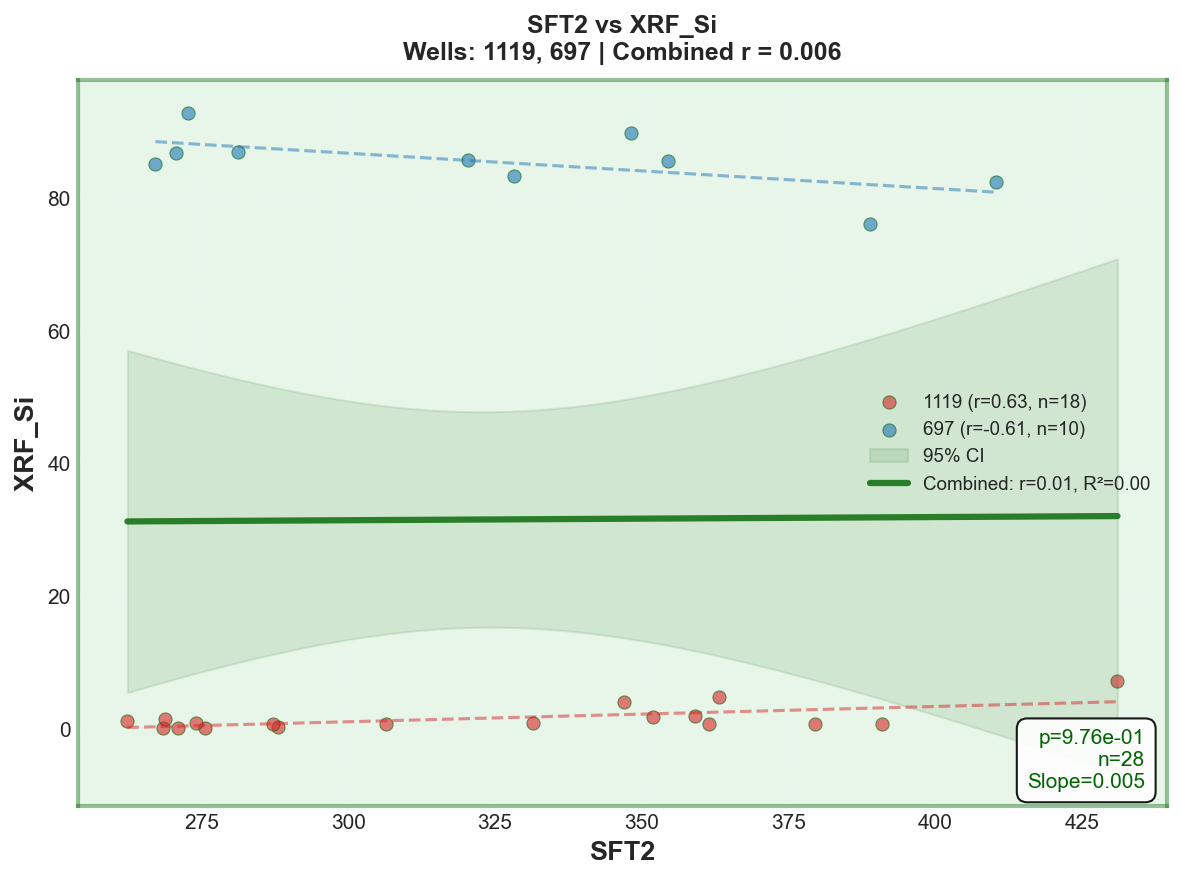 SFT2 vs XRF_Si
Wells: 1119, 697 | Combined r = 0.006
XRF_Si
80
60
40
20
0
1119 (r=0.63, n=18)
697 (r=-0.61, n=10)
95% CI
Combined: r=0.01, R²=0.00
p=9.76e-01
n=28
Slope=0.005
275 300 325 350 375 400 425
SFT2